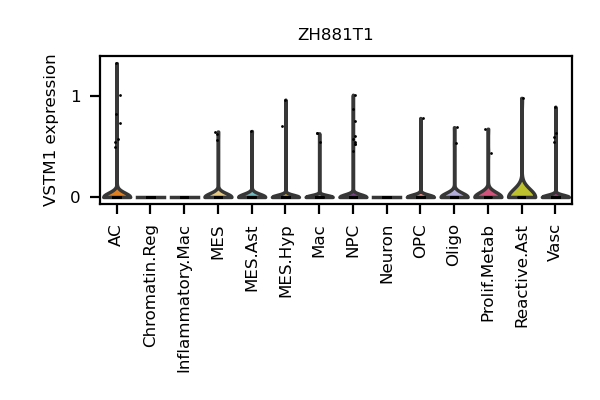 ZH881T1
VSTM1 expression
1
0
AC
Chromatin.Reg
Inflammatory.Mac
MES
MES.Ast
MES.Hyp
Mac
NPC
Neuron
OPC
Oligo
Prolif.Metab
Reactive.Ast
Vasc